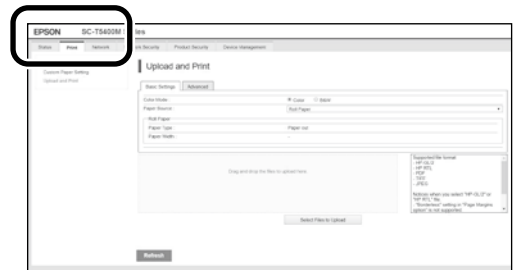 EPSON SC-T5400M
Status Print Network Security Product Security Device Management
Custom Paper Setting
Upload and Print
Upload and Print
Basic Settings Advanced
Color Mode : Color
Paper Source : Roll Paper
Roll Paper
Paper Type : Paper out
Paper Width : -
Drag and drop the files to upload here.
Supported file format
- HP-GL/2
- HP RTL
- PDF
- TIFF
- JPEG
Notices when you select "HP-GL/2" or
"HP RTL" file
- "Borderless" setting or "Page Margins
option" is not supported.
Select Files to Upload
Refresh